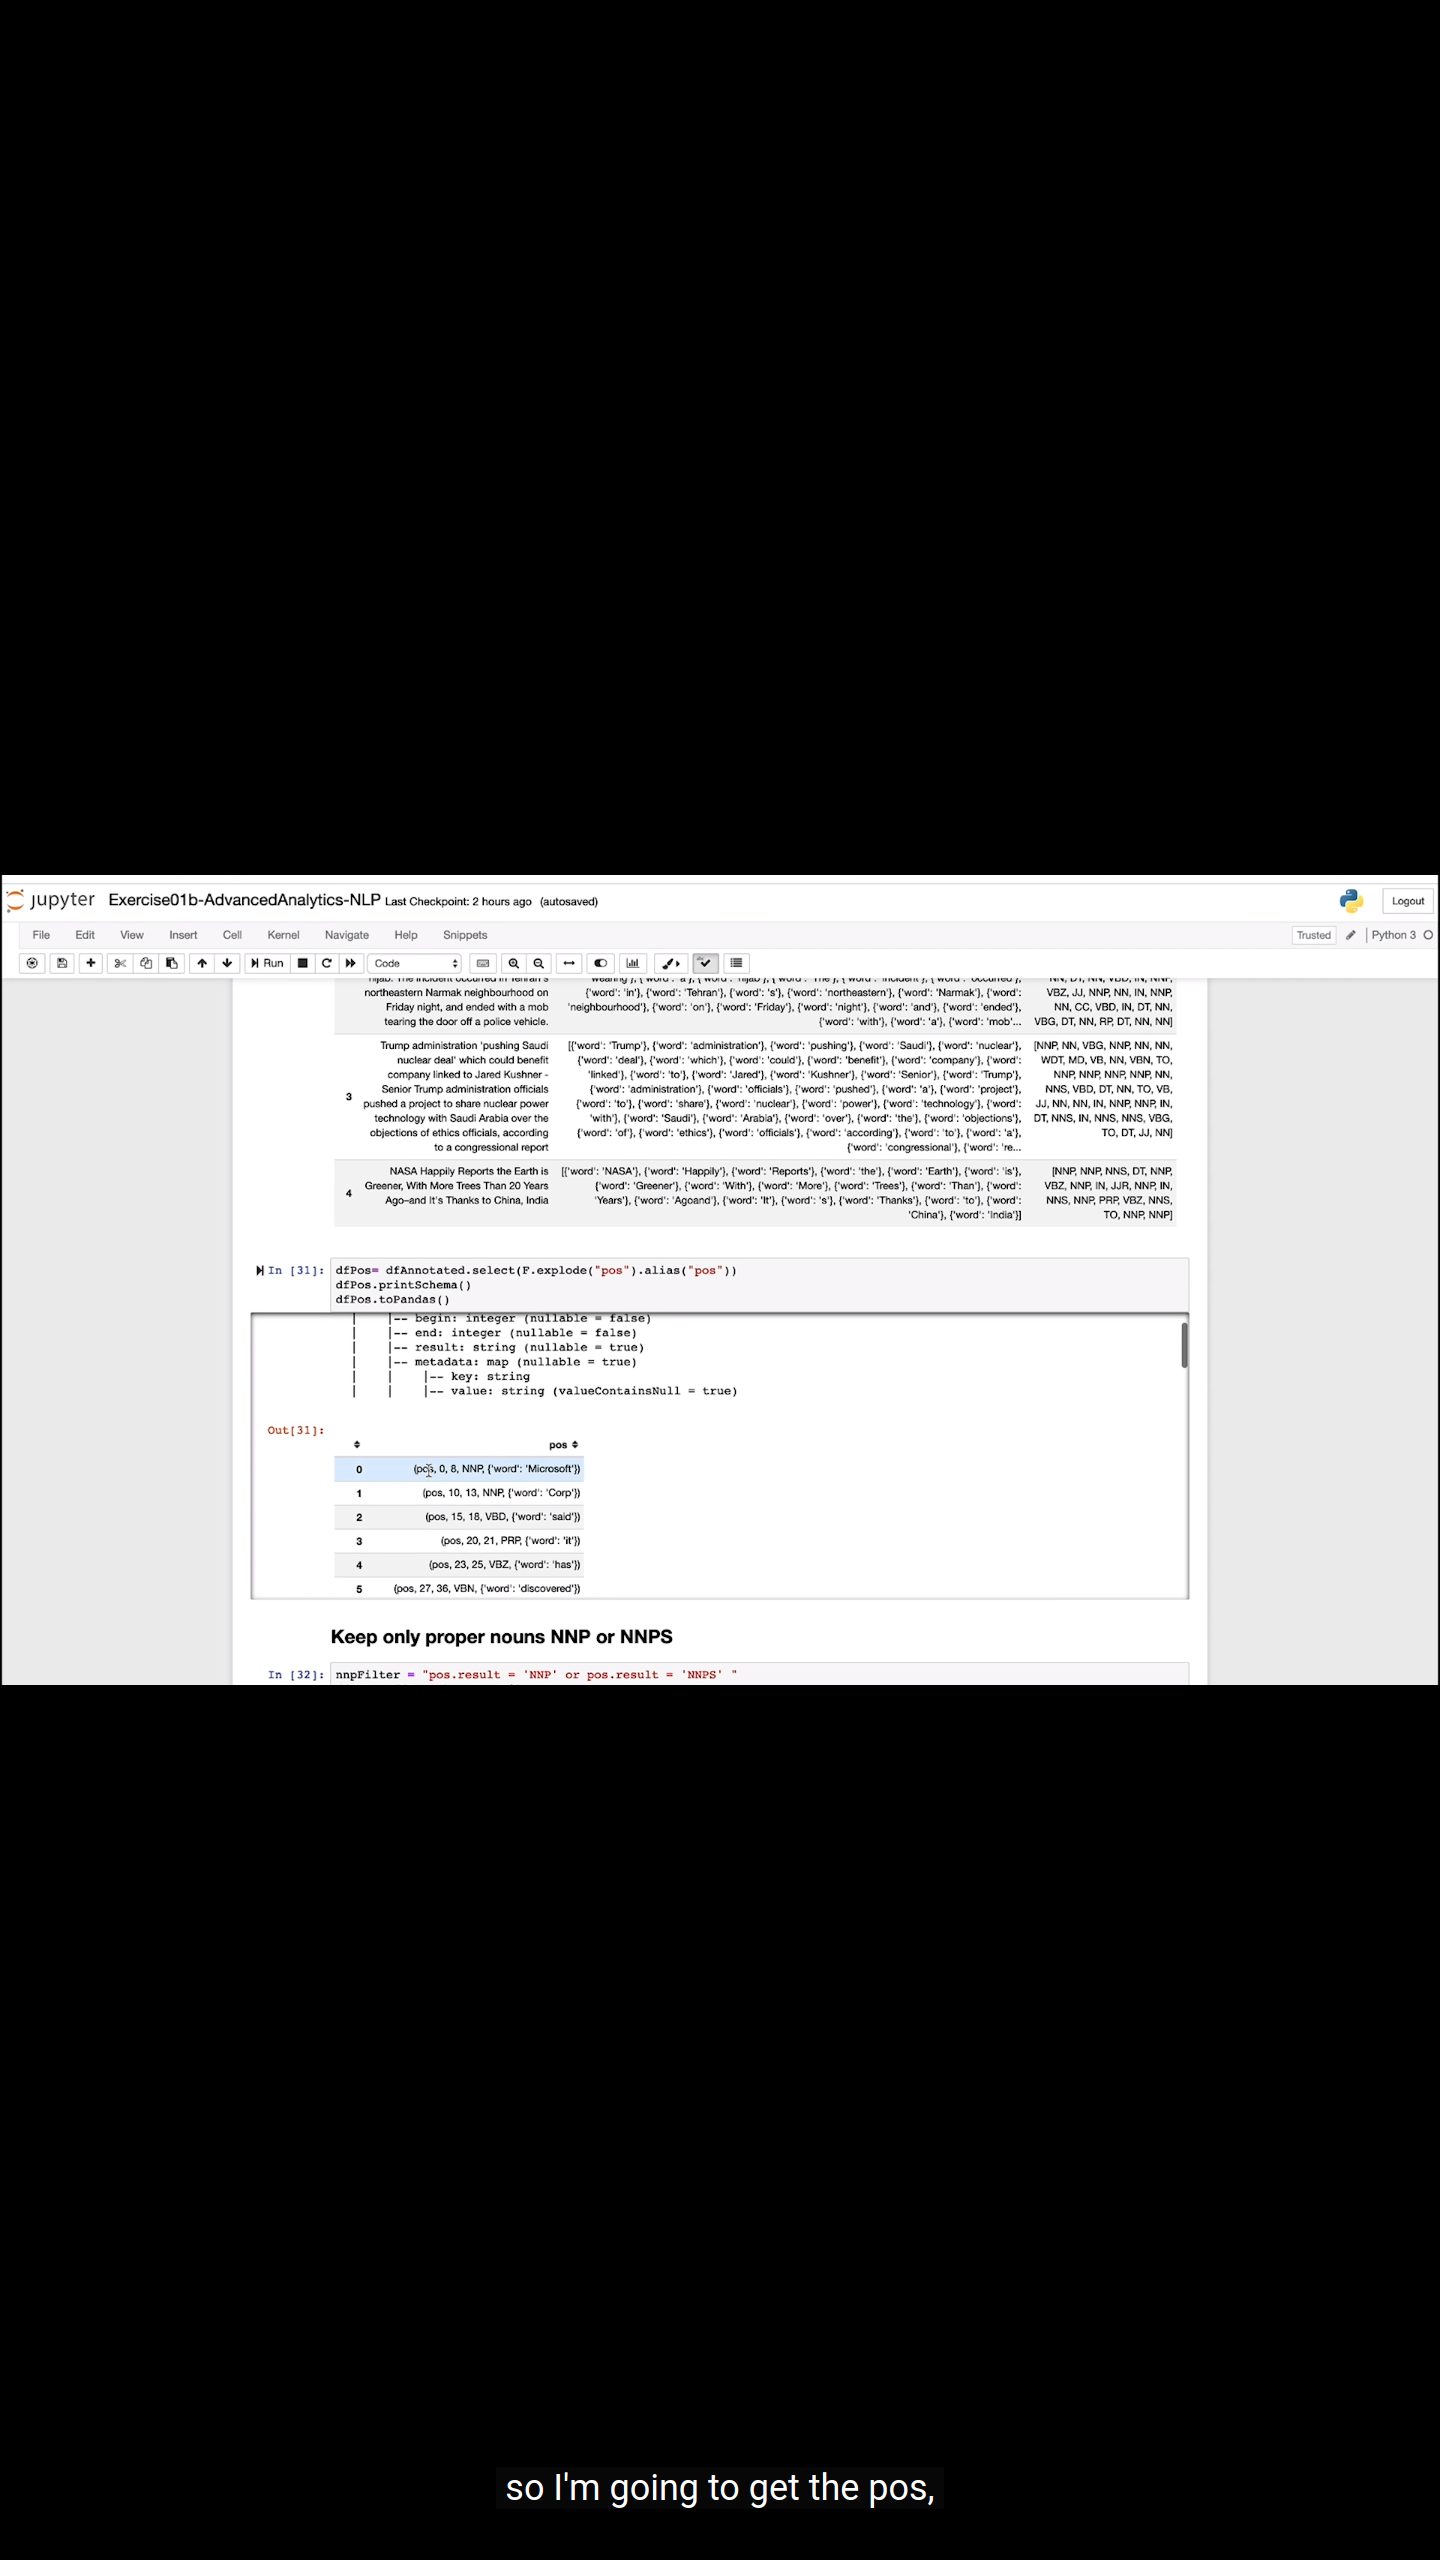 jupyter Exercise01b-AdvancedAnalytics-NLP Last Checkpoint: 2 hours ago (autosaved)
Logout
File Edit View Insert Cell Kernel Navigate Help Snippets
Trusted Python 3
Run Code
hijab. The incident occurred in Tehran's
northeastern Narmak neighbourhood on
Friday night, and ended with a mob
tearing the door off a police vehicle.
wearing'}, {'word': 'a'}, {'word': 'hijab'}, {'word': 'The'}, {'word': 'incident'}, {'word': 'occurred'},
{'word': 'in'}, {'word': 'Tehran'}, {'word': 's'}, {'word': 'northeastern'}, {'word': 'Narmak'}, {'word':
'neighbourhood'}, {'word': 'on'}, {'word': 'Friday'}, {'word': 'night'}, {'word': 'and'}, {'word': 'ended'},
{'word': 'with'}, {'word': 'a'}, {'word': 'mob'...
NN, DT, NN, VBD, IN, NNP,
VBZ, JJ, NNP, NN, IN, NNP,
NN, CC, VBD, IN, DT, NN,
VBG, DT, NN, RP, DT, NN, NN]
3
Trump administration 'pushing Saudi
nuclear deal' which could benefit
company linked to Jared Kushner -
Senior Trump administration officials
pushed a project to share nuclear power
technology with Saudi Arabia over the
objections of ethics officials, according
to a congressional report
[{'word': 'Trump'}, {'word': 'administration'}, {'word': 'pushing'}, {'word': 'Saudi'}, {'word': 'nuclear'},
{'word': 'deal'}, {'word': 'which'}, {'word': 'could'}, {'word': 'benefit'}, {'word': 'company'}, {'word':
'linked'}, {'word': 'to'}, {'word': 'Jared'}, {'word': 'Kushner'}, {'word': 'Senior'}, {'word': 'Trump'},
{'word': 'administration'}, {'word': 'officials'}, {'word': 'pushed'}, {'word': 'a'}, {'word': 'project'},
{'word': 'to'}, {'word': 'share'}, {'word': 'nuclear'}, {'word': 'power'}, {'word': 'technology'}, {'word':
'with'}, {'word': 'Saudi'}, {'word': 'Arabia'}, {'word': 'over'}, {'word': 'the'}, {'word': 'objections'},
{'word': 'of'}, {'word': 'ethics'}, {'word': 'officials'}, {'word': 'according'}, {'word': 'to'}, {'word': 'a'},
{'word': 'congressional'}, {'word': 're...
[NNP, NN, VBG, NNP, NN, NN,
WDT, MD, VB, NN, VBN, TO,
NNP, NNP, NNP, NNP, NN,
NNS, VBD, DT, NN, TO, VB,
JJ, NN, NN, IN, NNP, NNP, IN,
DT, NNS, IN, NNS, NNS, VBG,
TO, DT, JJ, NN]
4
NASA Happily Reports the Earth is
Greener, With More Trees Than 20 Years
Ago–and It's Thanks to China, India
[{'word': 'NASA'}, {'word': 'Happily'}, {'word': 'Reports'}, {'word': 'the'}, {'word': 'Earth'}, {'word': 'is'},
{'word': 'Greener'}, {'word': 'With'}, {'word': 'More'}, {'word': 'Trees'}, {'word': 'Than'}, {'word':
'Years'}, {'word': 'Agoand'}, {'word': 'It'}, {'word': 's'}, {'word': 'Thanks'}, {'word': 'to'}, {'word':
'China'}, {'word': 'India'}]
[NNP, NNP, NNS, DT, NNP,
VBZ, NNP, IN, JJR, NNP, IN,
NNS, NNP, PRP, VBZ, NNS,
TO, NNP, NNP]
In [31]: dfPos= dfAnnotated.select(F.explode("pos").alias("pos"))
dfPos.printSchema()
dfPos.toPandas()
| |-- begin: integer (nullable = false)
| |-- end: integer (nullable = false)
| |-- result: string (nullable = true)
| |-- metadata: map (nullable = true)
| | |-- key: string
| | |-- value: string (valueContainsNull = true)
Out[31]:
pos
0 (pos, 0, 8, NNP, {'word': 'Microsoft'})
1 (pos, 10, 13, NNP, {'word': 'Corp'})
2 (pos, 15, 18, VBD, {'word': 'said'})
3 (pos, 20, 21, PRP, {'word': 'it'})
4 (pos, 23, 25, VBZ, {'word': 'has'})
5 (pos, 27, 36, VBN, {'word': 'discovered'})
Keep only proper nouns NNP or NNPS
In [32]: nnpFilter = "pos.result = 'NNP' or pos.result = 'NNPS' "
so I'm going to get the pos,